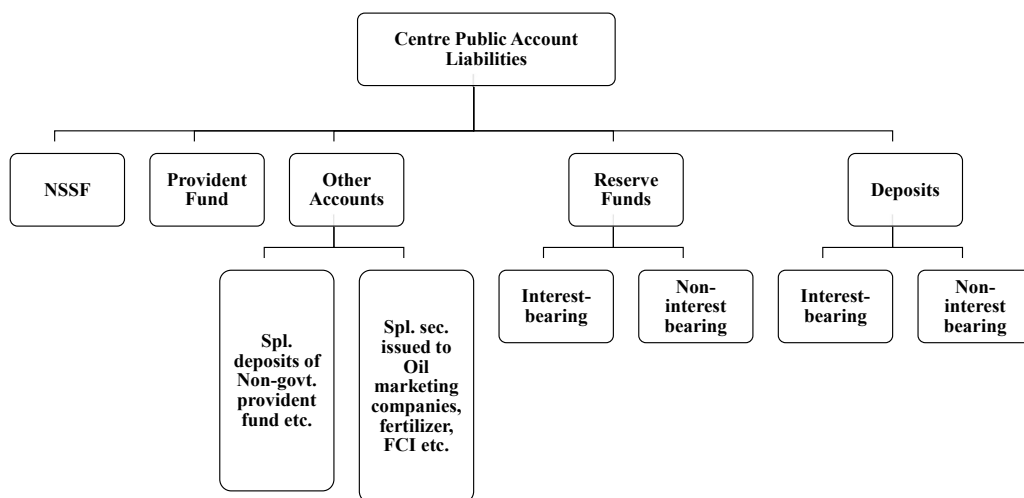 Centre Public Account
Liabilities
NSSF
Provident
Fund
Other
Accounts
Reserve
Funds
Deposits
Spl.
deposits of
Non-govt.
provident
fund etc.
Spl. sec.
issued to
Oil
marketing
companies,
fertilizer,
FCI etc.
Interest-
bearing
Non-
interest
bearing
Interest-
bearing
Non-
interest
bearing